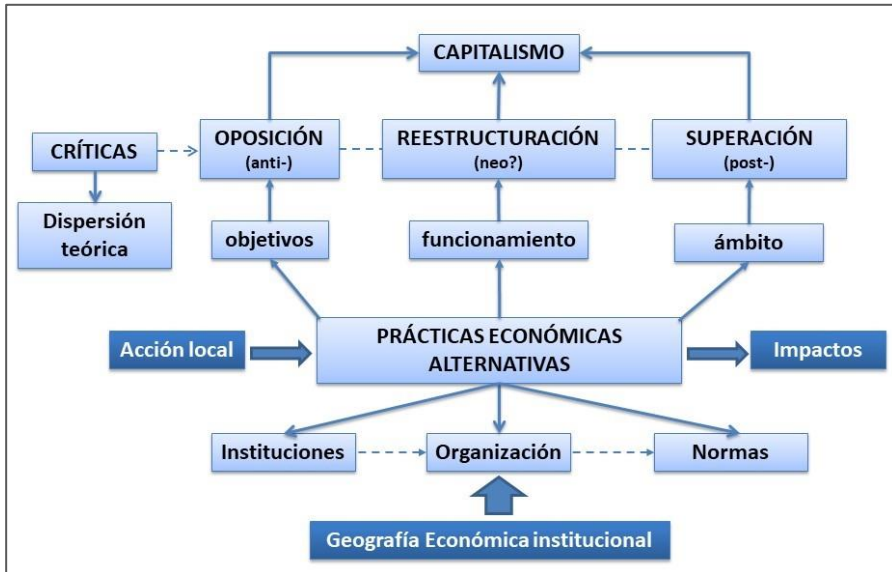 CAPITALISMO
CRÍTICAS
OPOSICIÓN
(anti-)
REESTRUCTURACIÓN
(neo?)
SUPERACIÓN
(post-)
Dispersión
teórica
objetivos
funcionamiento
ámbito
Acción local
PRÁCTICAS ECONÓMICAS
ALTERNATIVAS
Impactos
Instituciones
Organización
Normas
Geografía Económica institucional